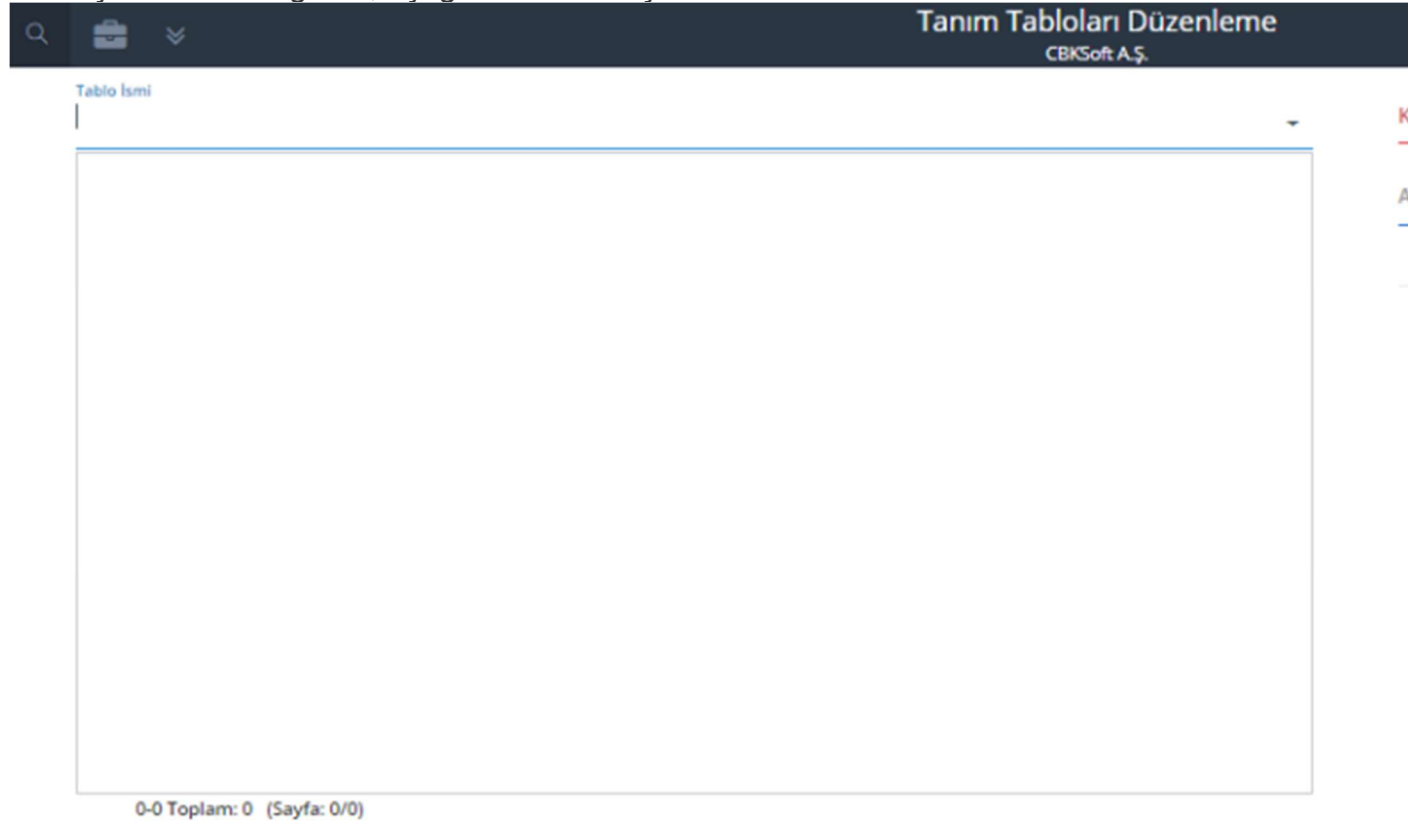 Tanım Tabloları Düzenleme
CBKSoft A.Ş.
Tablo İsmi
0-0 Toplam: 0 (Sayfa: 0/0)